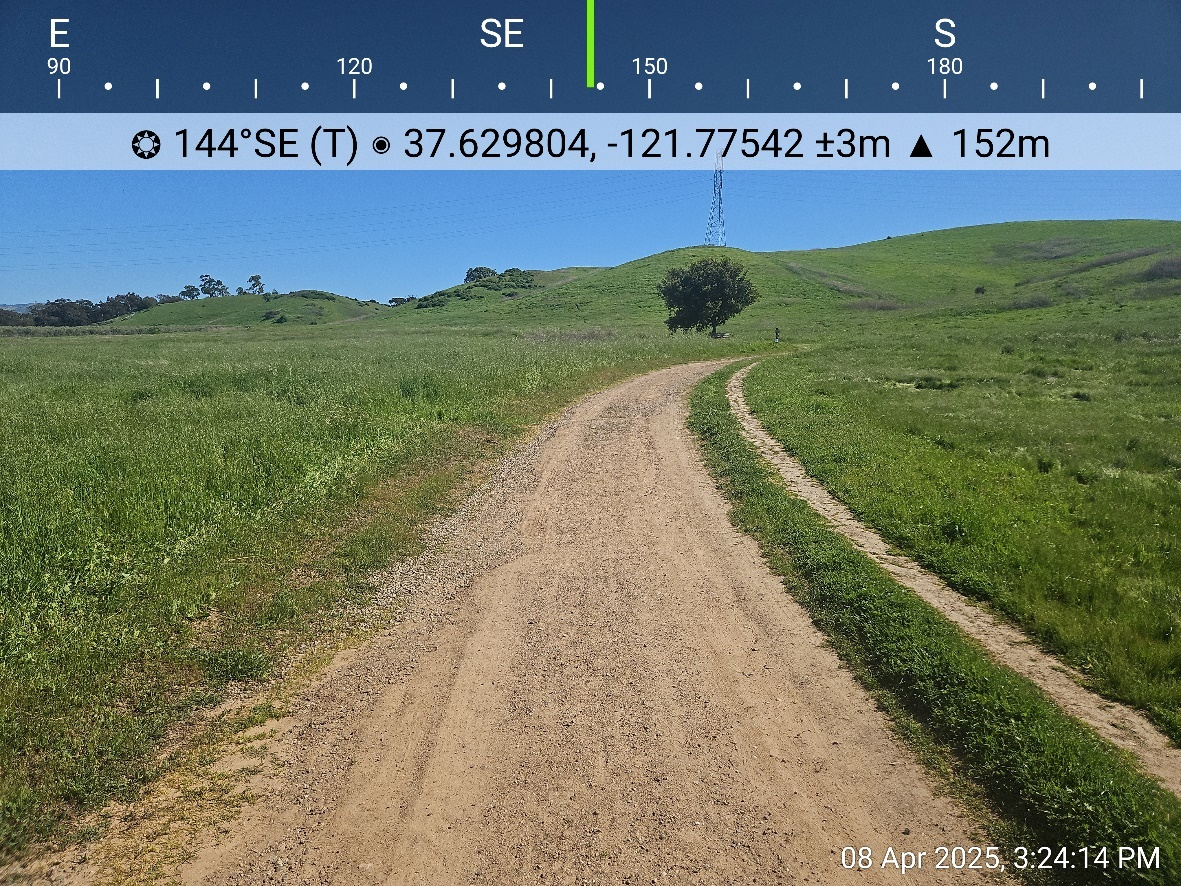 E SE S
90 120 150 180
144°SE (T) ◉ 37.629804, -121.77542 ±3m ▲ 152m
08 Apr 2025, 3:24:14 PM